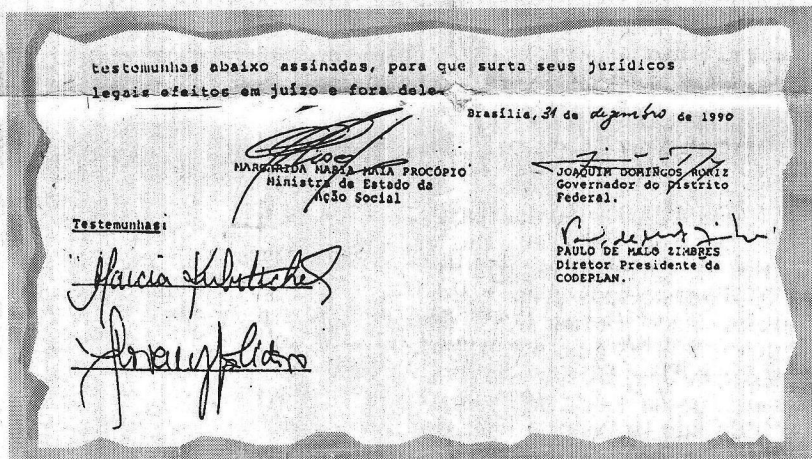 testemunhas abaixo assinadas, para que surta seus jurídicos
legais efeitos em juízo e fora dele.
Brasília, 31 de dezembro de 1990
MARGARIDA MARIA MAIA PROCÓPIO
Ministra de Estado da
Ação Social
JOAQUIM DOMINGOS RORIZ
Governador do Distrito
Federal.
Testemunhas:
PAULO DE MALO ZIMBRES
Diretor Presidente da
CODEPLAN.
Marcia Kubitschek